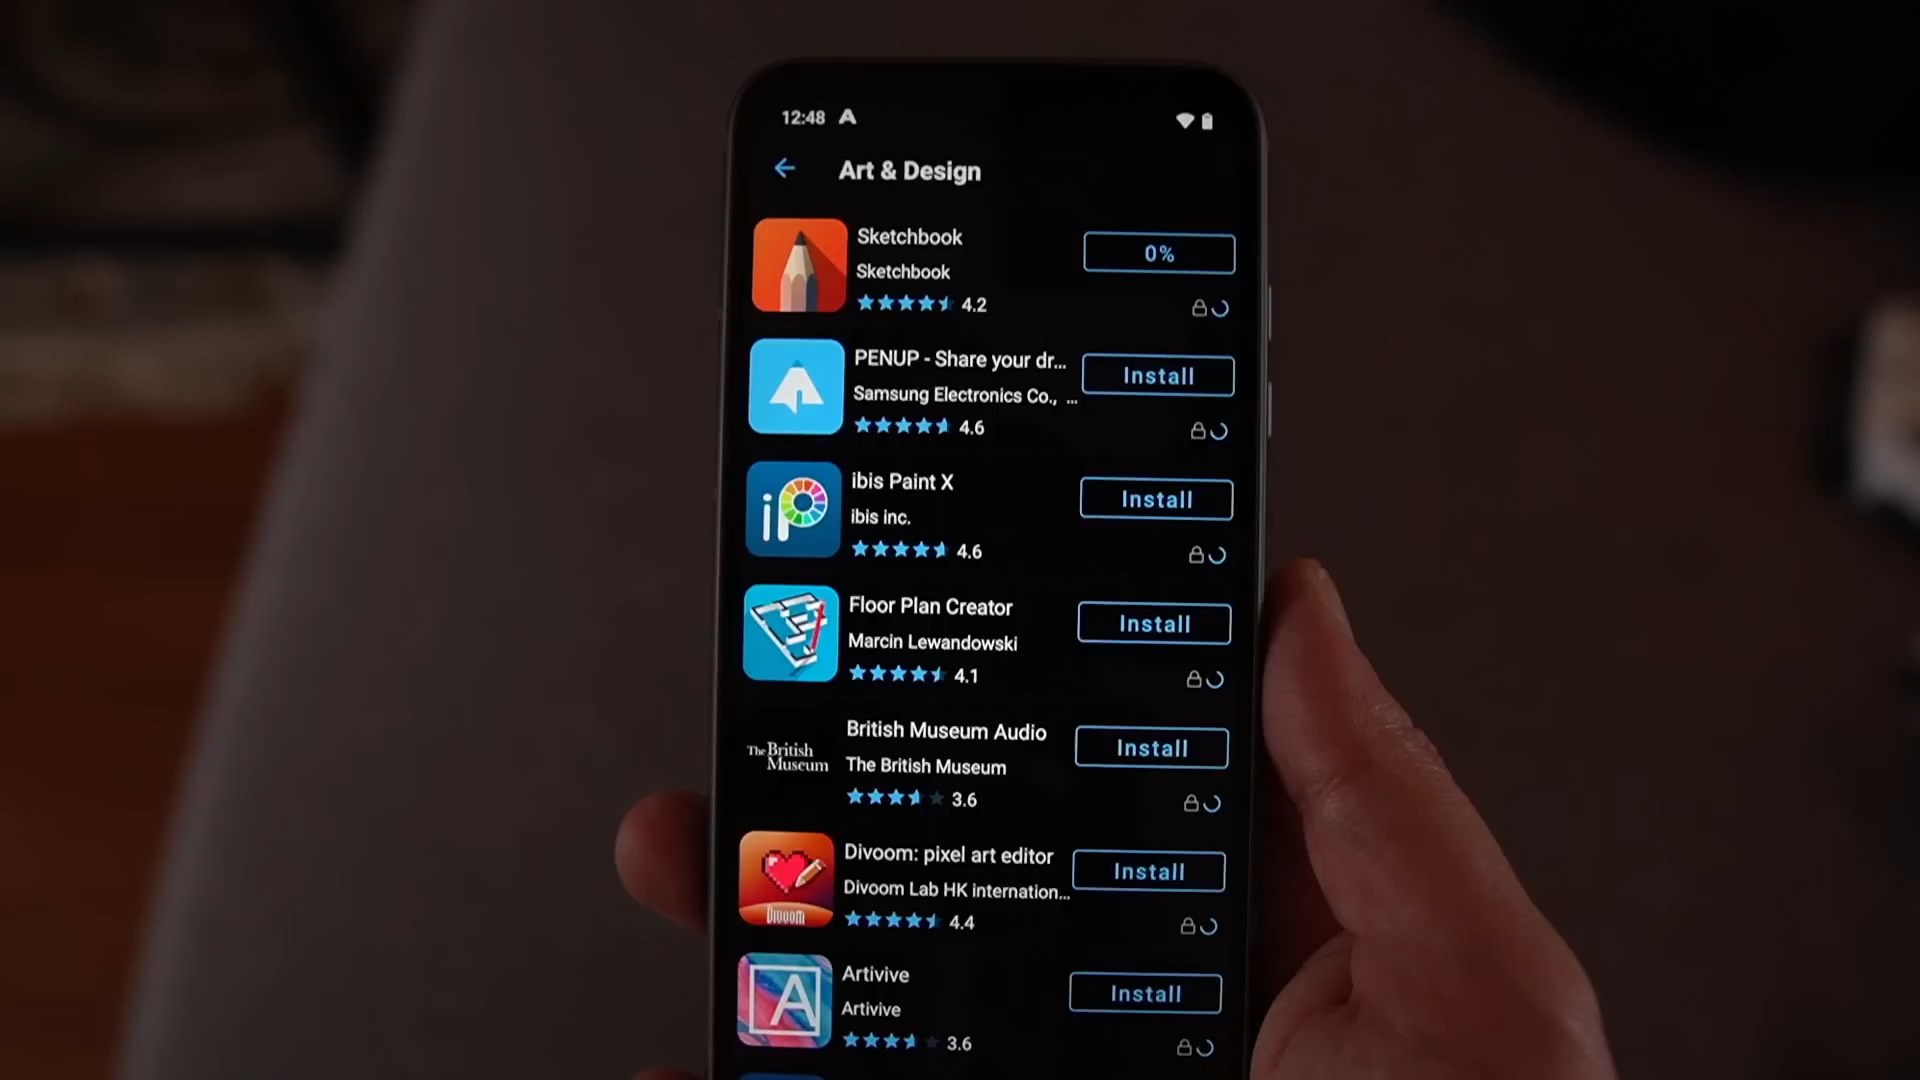 12:48
Art & Design
Sketchbook
Sketchbook
4.2
0%
PENUP - Share your dr...
Samsung Electronics Co., ...
4.6
Install
ibis Paint X
ibis inc.
4.6
Install
iP
Floor Plan Creator
Marcin Lewandowski
4.1
Install
The British
Museum
British Museum Audio
The British Museum
3.6
Install
Divoom: pixel art editor
Divoom Lab HK internation...
4.4
Install
Divoom
Artivive
Artivive
3.6
Install
A